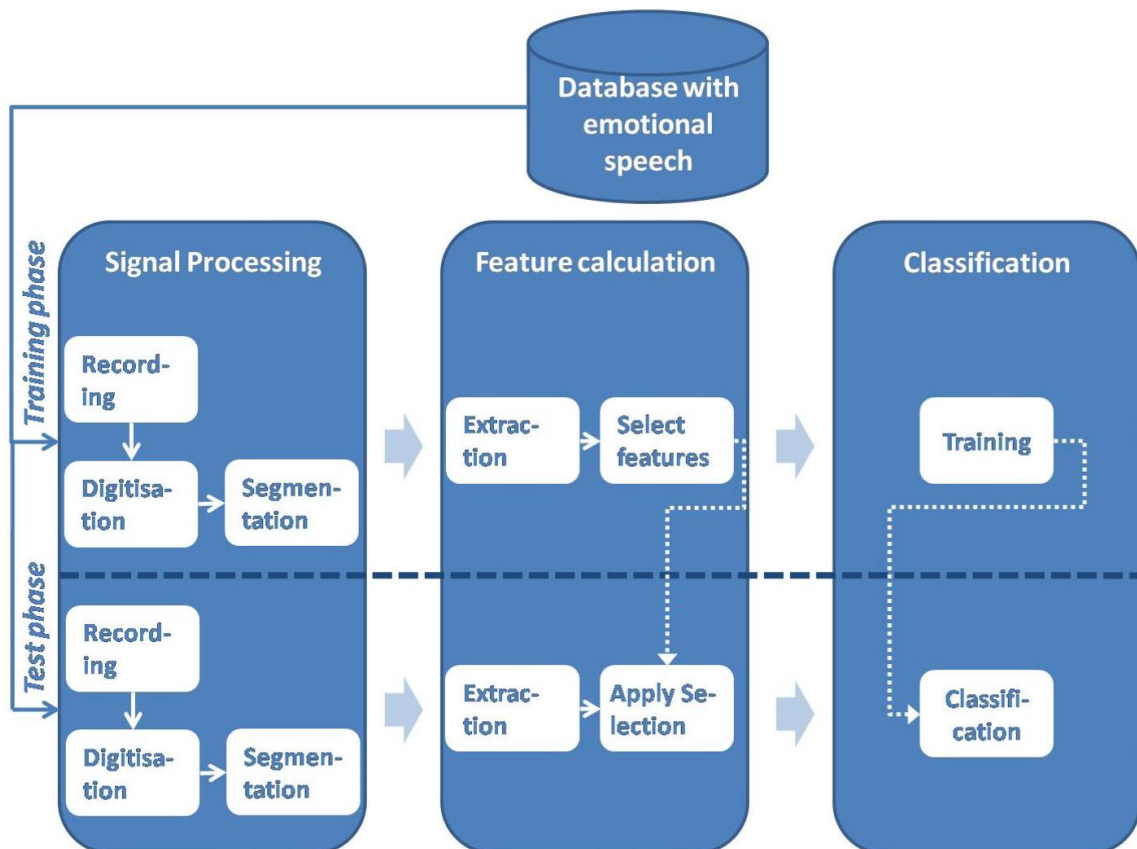 Database with
emotional
speech
Training phase
Signal Processing
Feature calculation
Classification
Record-
ing
Digitisa-
tion
Segmen-
tation
Extrac-
tion
Select
features
Training
Test phase
Record-
ing
Digitisa-
tion
Segmen-
tation
Extrac-
tion
Apply Se-
lection
Classifi-
cation